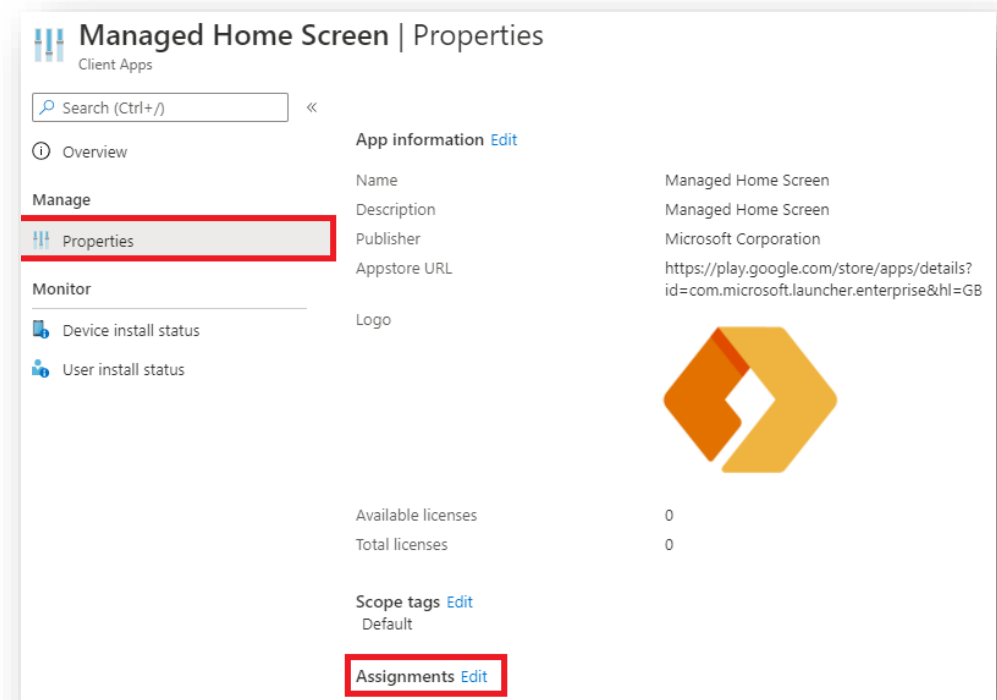 Managed Home Screen | Properties
Client Apps
Search (Ctrl+/)
«
Overview
Manage
Properties
Monitor
Device install status
User install status
App information Edit
Name Managed Home Screen
Description Managed Home Screen
Publisher Microsoft Corporation
Appstore URL https://play.google.com/store/apps/details?
id=com.microsoft.launcher.enterprise&hl=GB
Logo
Available licenses 0
Total licenses 0
Scope tags Edit
Default
Assignments Edit